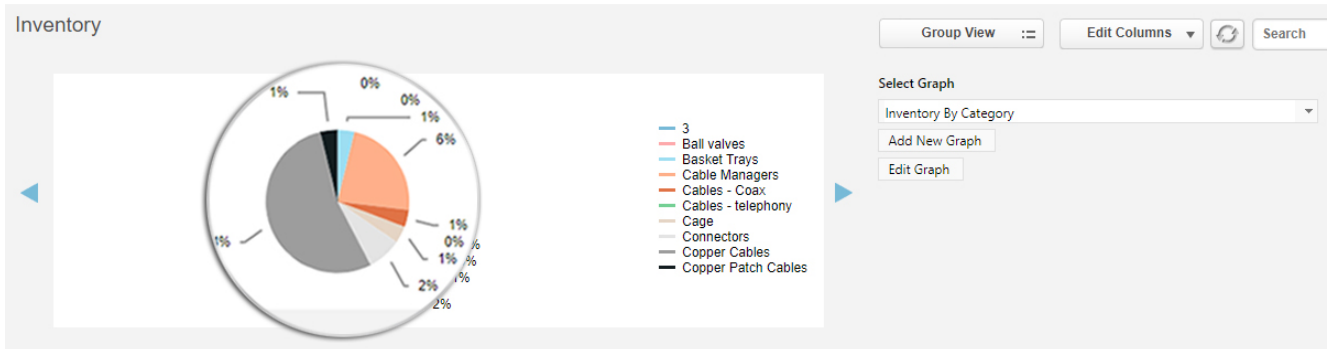 Inventory
Group View
Edit Columns
Search
Select Graph
Inventory By Category
Add New Graph
Edit Graph
1%
0%
0%
1%
6%
1%
0%
1%
2%
2%
3
Ball valves
Basket Trays
Cable Managers
Cables - Coax
Cables - telephony
Cage
Connectors
Copper Cables
Copper Patch Cables